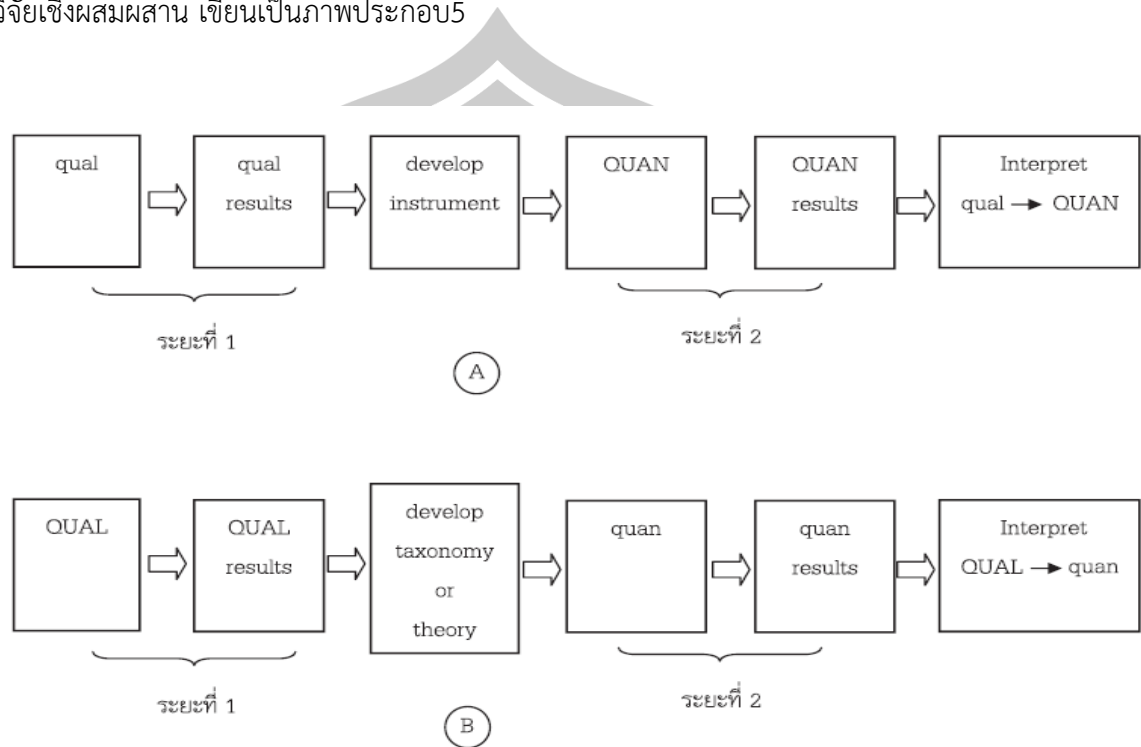 วิจัยเชิงผสมผสาน เขียนเป็นภาพประกอบ5
qual
qual
results
develop
instrument
QUAN
QUAN
results
Interpret
qual → QUAN
ระยะที่ 1
ระยะที่ 2
A
QUAL
QUAL
results
develop
taxonomy
or
theory
quan
quan
results
Interpret
QUAL → quan
ระยะที่ 1
ระยะที่ 2
B